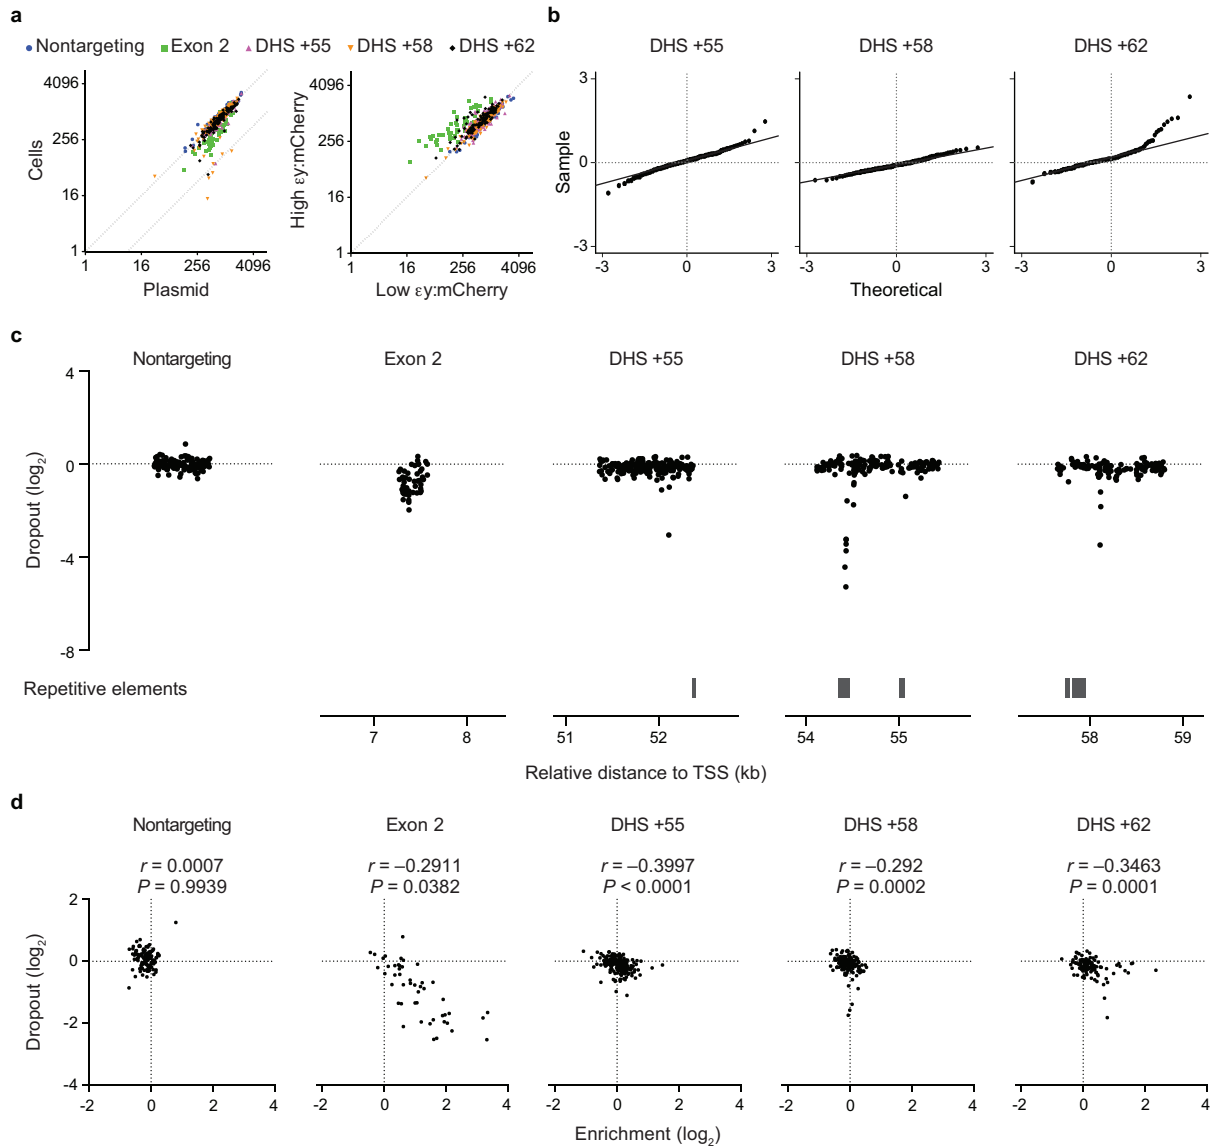 a
Nontargeting Exon 2 DHS +55 DHS +58 DHS +62
4096
256
16
1
Cells
1 16 256 4096
Plasmid
4096
256
16
1
High εy:mCherry
1 16 256 4096
Low εy:mCherry
b
DHS +55 DHS +58 DHS +62
3
0
-3
Sample
-3 0 3 -3 0 3 -3 0 3
Theoretical
c
Nontargeting Exon 2 DHS +55 DHS +58 DHS +62
4
0
-4
-8
Dropout (log2)
Repetitive elements
7 8 51 52 54 55 58 59
Relative distance to TSS (kb)
d
Nontargeting Exon 2 DHS +55 DHS +58 DHS +62
r = 0.0007 r = –0.2911 r = –0.3997 r = –0.292 r = –0.3463
P = 0.9939 P = 0.0382 P < 0.0001 P = 0.0002 P = 0.0001
2
0
-2
-4
Dropout (log2)
-2 0 2 4 -2 0 2 4 -2 0 2 4 -2 0 2 4 -2 0 2 4
Enrichment (log2)